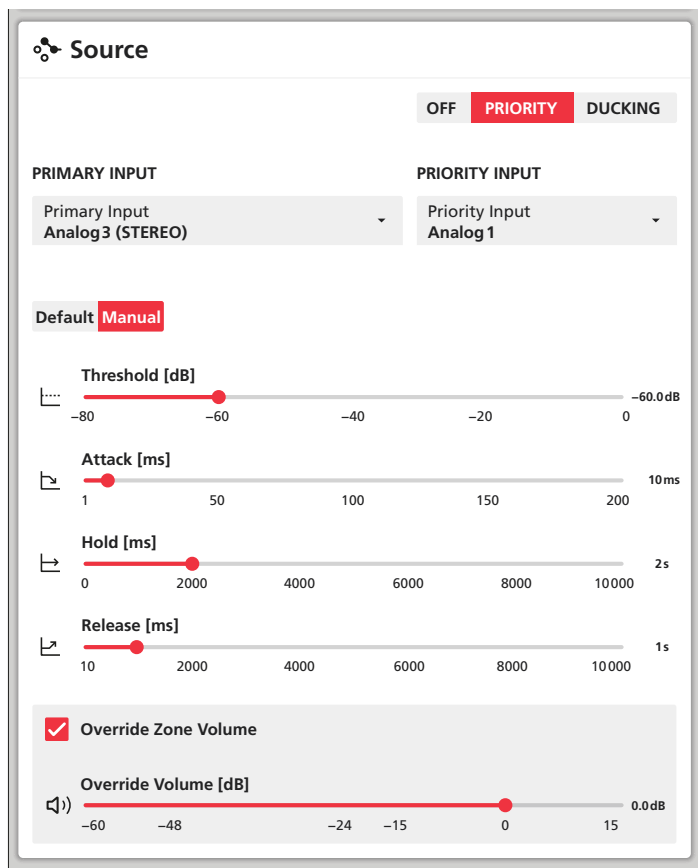 Source
OFF PRIORITY DUCKING
PRIMARY INPUT PRIORITY INPUT
Primary Input Priority Input
Analog 3 (STEREO) Analog 1
Default Manual
Threshold [dB]
−60.0 dB
−80 −60 −40 −20 0
Attack [ms]
10 ms
1 50 100 150 200
Hold [ms]
2 s
0 2000 4000 6000 8000 10000
Release [ms]
1 s
10 2000 4000 6000 8000 10000
Override Zone Volume
Override Volume [dB]
0.0 dB
−60 −48 −24 −15 0 15